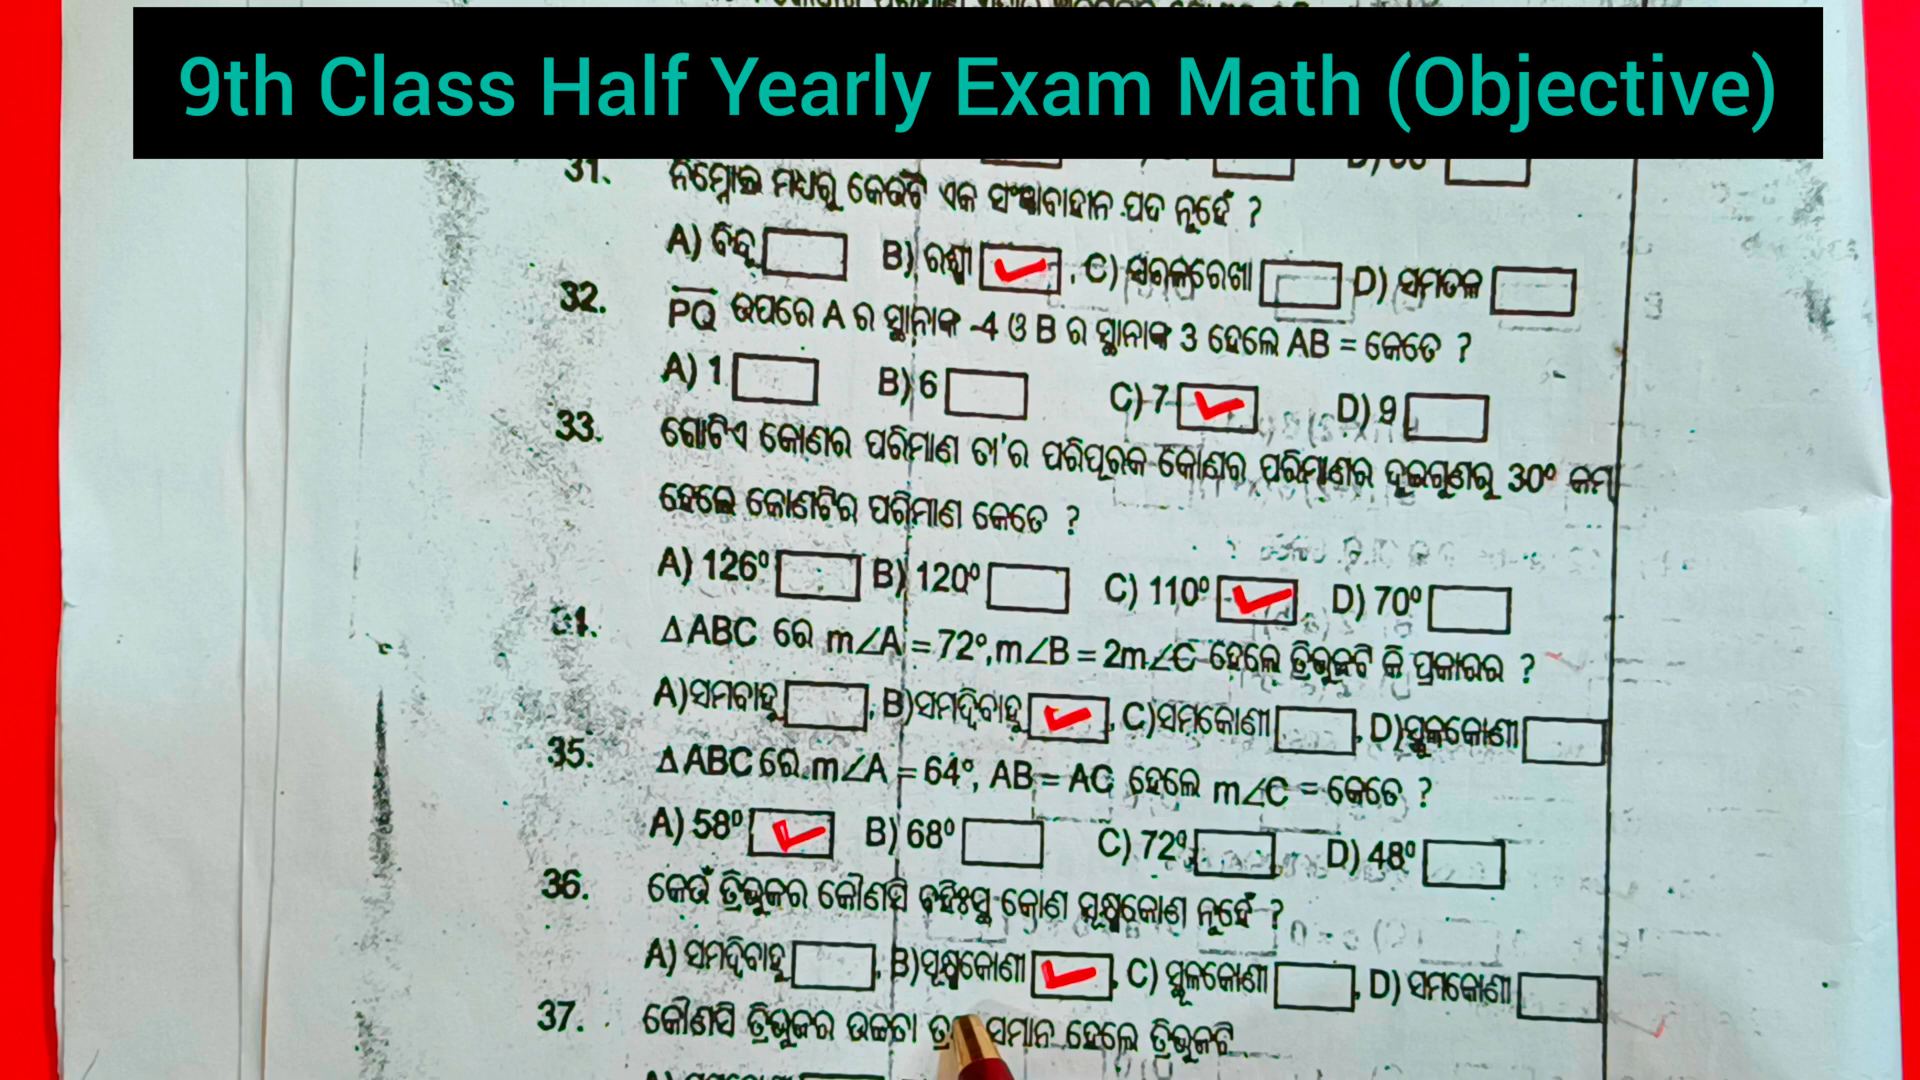 9th Class Half Yearly Exam Math (Objective)
31. ନିମ୍ନୋକ୍ତ ମଧ୍ୟରୁ କେଉଁଟି ଏକ ସଂଜ୍ଞାବିହୀନ ପଦ ନୁହେଁ ?
A) ବିନ୍ଦୁ B) ରଶ୍ମୀ , C) ସରଳରେଖା D) ସମତଳ
32. PQ ଉପରେ A ର ସ୍ଥାନାଙ୍କ -4 ଓ B ର ସ୍ଥାନାଙ୍କ 3 ହେଲେ AB = କେତେ ?
A) 1 B) 6 C) 7 D) 9
33. ଗୋଟିଏ କୋଣର ପରିମାଣ ତା'ର ପରିପୂରକ କୋଣର ପରିମାଣର ଦୁଇଗୁଣରୁ 30° କମ୍
ହେଲେ କୋଣଟିର ପରିମାଣ କେତେ ?
A) 126° B) 120° C) 110° D) 70°
34. ΔABC ରେ m∠A = 72°, m∠B = 2m∠C ହେଲେ ତ୍ରିଭୁଜଟି କି ପ୍ରକାରର ?
A) ସମବାହୁ , B) ସମଦ୍ୱିବାହୁ , C) ସମକୋଣୀ , D) ସ୍ଥୂଳକୋଣୀ
35. ΔABC ରେ m∠A = 64°, AB = AC ହେଲେ m∠C = କେତେ ?
A) 58° B) 68° C) 72° D) 48°
36. କେଉଁ ତ୍ରିଭୁଜର କୌଣସି ବହିଃସ୍ଥ କୋଣ ସୂକ୍ଷ୍ମକୋଣ ନୁହେଁ ?
A) ସମଦ୍ୱିବାହୁ , B) ସୂକ୍ଷ୍ମକୋଣୀ , C) ସ୍ଥୂଳକୋଣୀ , D) ସମକୋଣୀ
37. କୌଣସି ତ୍ରିଭୁଜର ଉଚ୍ଚତା ସମାନ ହେଲେ ତ୍ରିଭୁଜଟି